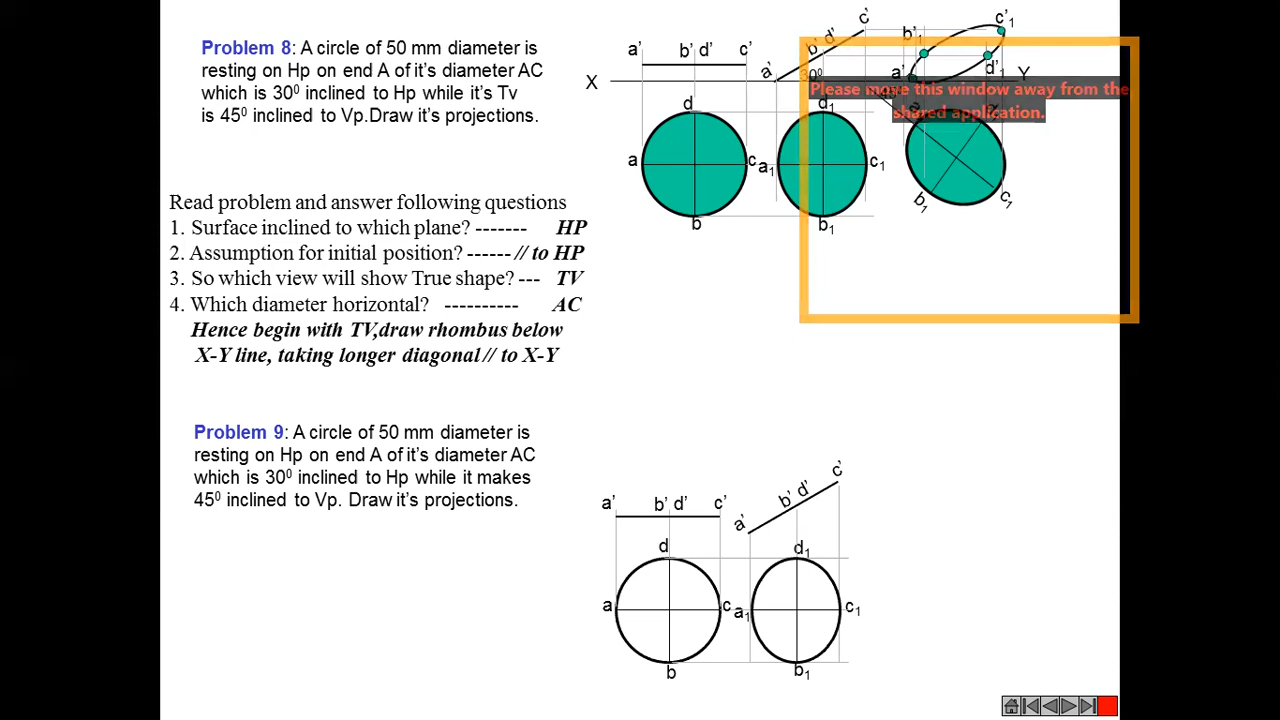 Problem 8: A circle of 50 mm diameter is
resting on Hp on end A of it's diameter AC
which is 30⁰ inclined to Hp while it's Tv
is 45⁰ inclined to Vp.Draw it's projections.
Read problem and answer following questions
1. Surface inclined to which plane? ------- HP
2. Assumption for initial position? ------ // to HP
3. So which view will show True shape? --- TV
4. Which diameter horizontal? ---------- AC
Hence begin with TV,draw rhombus below
X-Y line, taking longer diagonal // to X-Y
a' b' d' c'
a' b' d' c'
30⁰
b'1 c'1
a' d'1
X Y
Please move this window away from the
shared application.
d
a c
b
d1
a1 c1
b1
b1 c1
Problem 9: A circle of 50 mm diameter is
resting on Hp on end A of it's diameter AC
which is 30⁰ inclined to Hp while it makes
45⁰ inclined to Vp. Draw it's projections.
a' b' d' c'
a' b' d' c'
d
a c
b
d1
a1 c1
b1